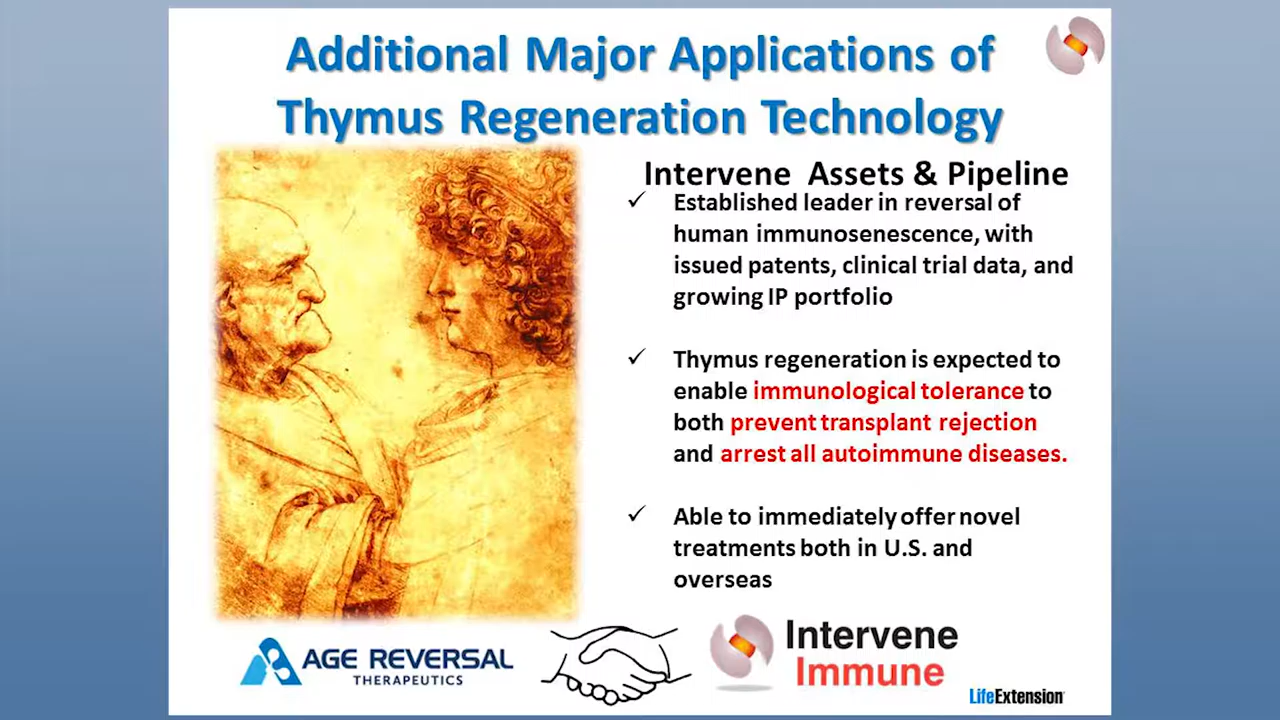 Additional Major Applications of
Thymus Regeneration Technology
Intervene Assets & Pipeline
✓ Established leader in reversal of
human immunosenescence, with
issued patents, clinical trial data, and
growing IP portfolio
✓ Thymus regeneration is expected to
enable immunological tolerance to
both prevent transplant rejection
and arrest all autoimmune diseases.
✓ Able to immediately offer novel
treatments both in U.S. and
overseas
AGE REVERSAL
THERAPEUTICS
Intervene
Immune
LifeExtension